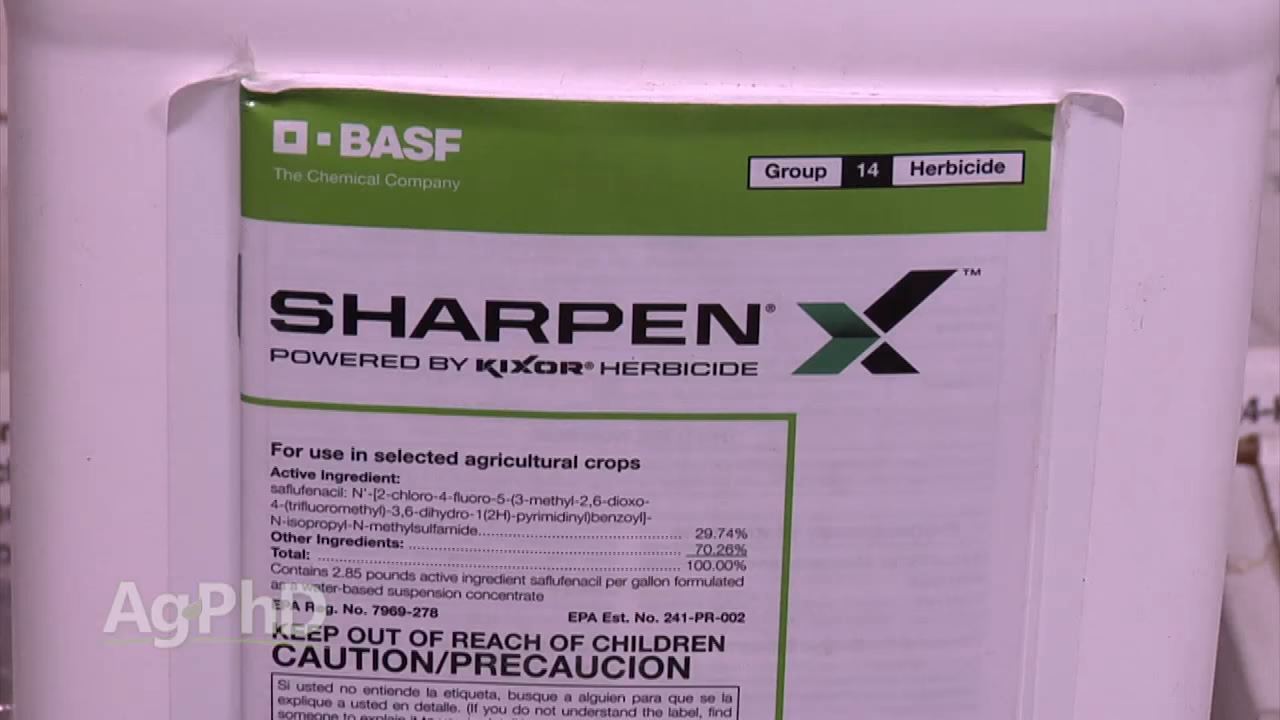 BASF
The Chemical Company
Group 14 Herbicide
SHARPEN® X™
POWERED BY KIXOR® HERBICIDE
For use in selected agricultural crops
Active Ingredient:
saflufenacil: N'-[2-chloro-4-fluoro-5-(3-methyl-2,6-dioxo-
4-(trifluoromethyl)-3,6-dihydro-1(2H)-pyrimidinyl)benzoyl]-
N-isopropyl-N-methylsulfamide 29.74%
Other Ingredients: 70.26%
Total: 100.00%
Contains 2.85 pounds active ingredient saflufenacil per gallon formulated
as a water-based suspension concentrate
EPA Reg. No. 7969-278 EPA Est. No. 241-PR-002
KEEP OUT OF REACH OF CHILDREN
CAUTION/PRECAUCION
Si usted no entiende la etiqueta, busque a alguien para que se la
explique a usted en detalle. (If you do not understand the label, find
someone to explain it to
AgPhD